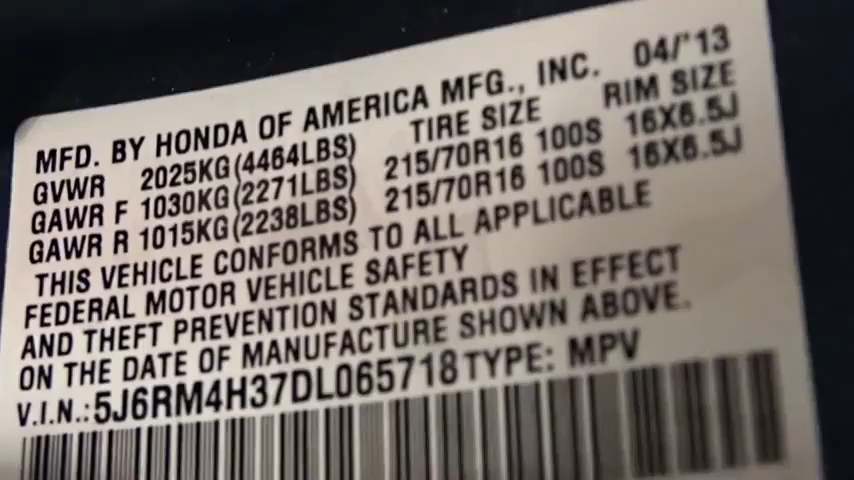 MFD. BY HONDA OF AMERICA MFG., INC. 04/'13
TIRE SIZE RIM SIZE
GVWR 2025KG(4464LBS)
GAWR F 1030KG(2271LBS) 215/70R16 100S 16X6.5J
GAWR R 1015KG(2238LBS) 215/70R16 100S 16X6.5J
THIS VEHICLE CONFORMS TO ALL APPLICABLE
FEDERAL MOTOR VEHICLE SAFETY
AND THEFT PREVENTION STANDARDS IN EFFECT
ON THE DATE OF MANUFACTURE SHOWN ABOVE.
V.I.N.:5J6RM4H37DL065718 TYPE: MPV